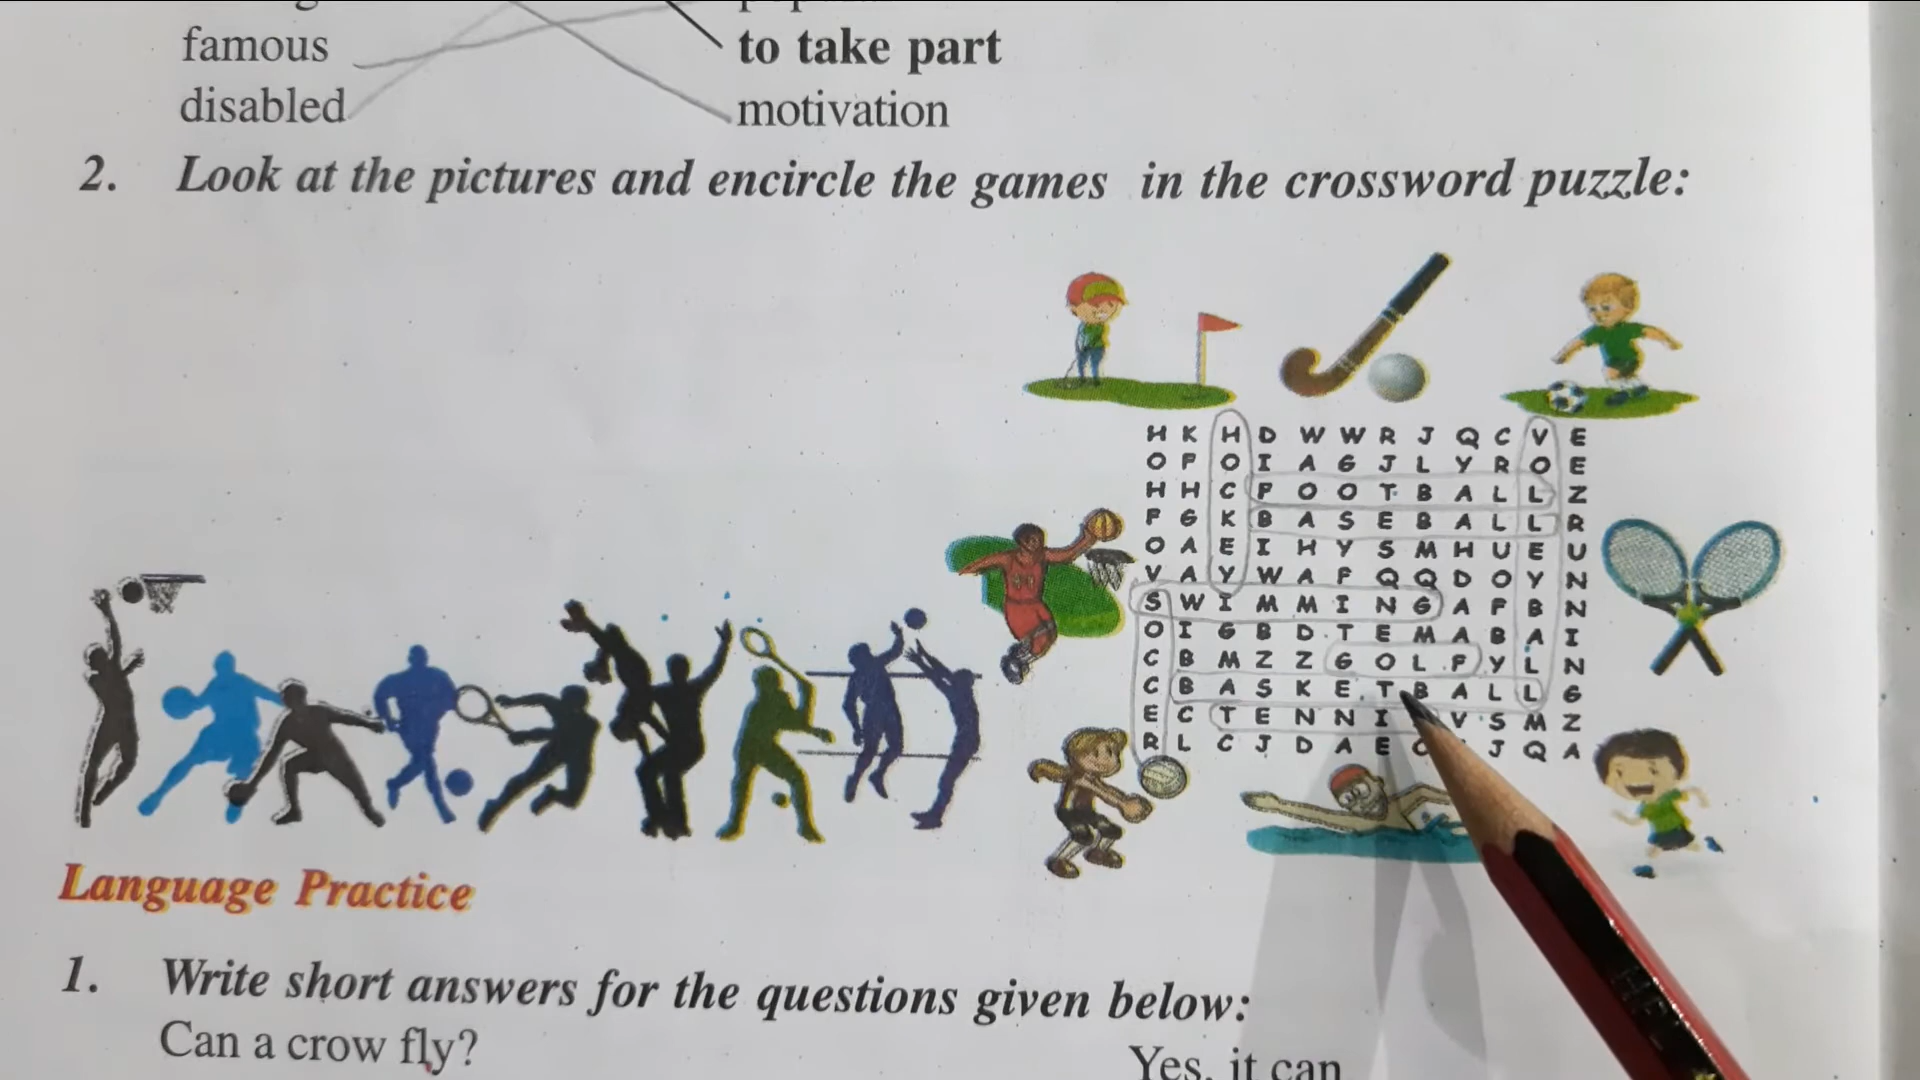 famous
to take part
disabled
motivation
2. Look at the pictures and encircle the games in the crossword puzzle:
H K H D W W R J Q C V E
O P O I A G J L Y R O E
H H C F O O T B A L L Z
F G K B A S E B A L L R
O A E I H Y S M H U E U
V A Y W A F Q Q D O Y N
S W I M M I N G A F B N
O I G B D T E M A B A I
C B M Z Z G O L F Y L N
C B A S K E T B A L L G
E C T E N N I V S M Z
R L C J D A E J Q A
Language Practice
1. Write short answers for the questions given below:
Can a crow fly?
Yes, it can